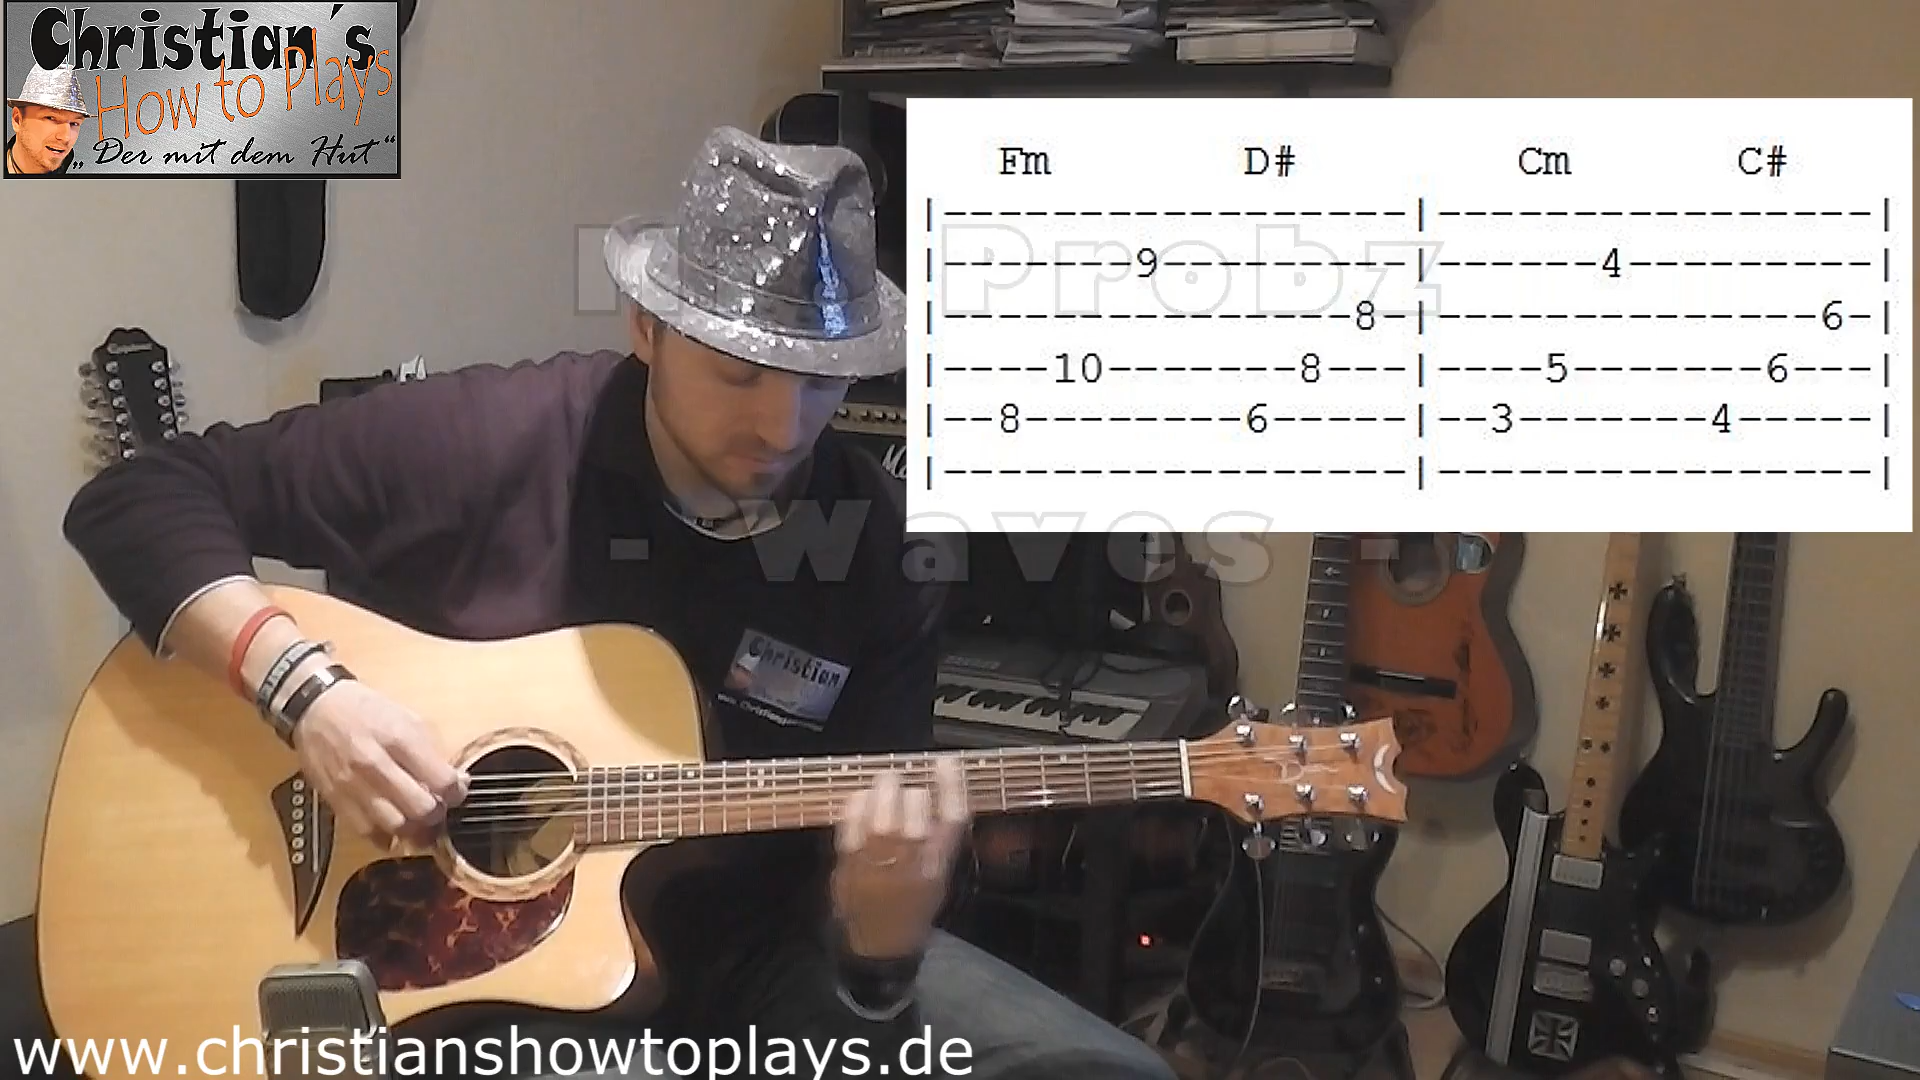 Christian´s
How to Plays
„Der mit dem Hut“
Fm D# Cm C#
|-----------------|----------------|
|-------9---------|------4---------|
|---------------8-|--------------6-|
|----10-------8---|----5-------6---|
|--8--------6-----|--3-------4-----|
|-----------------|----------------|
Probz
- Waves -
Christian
www.christianshowtoplays.de